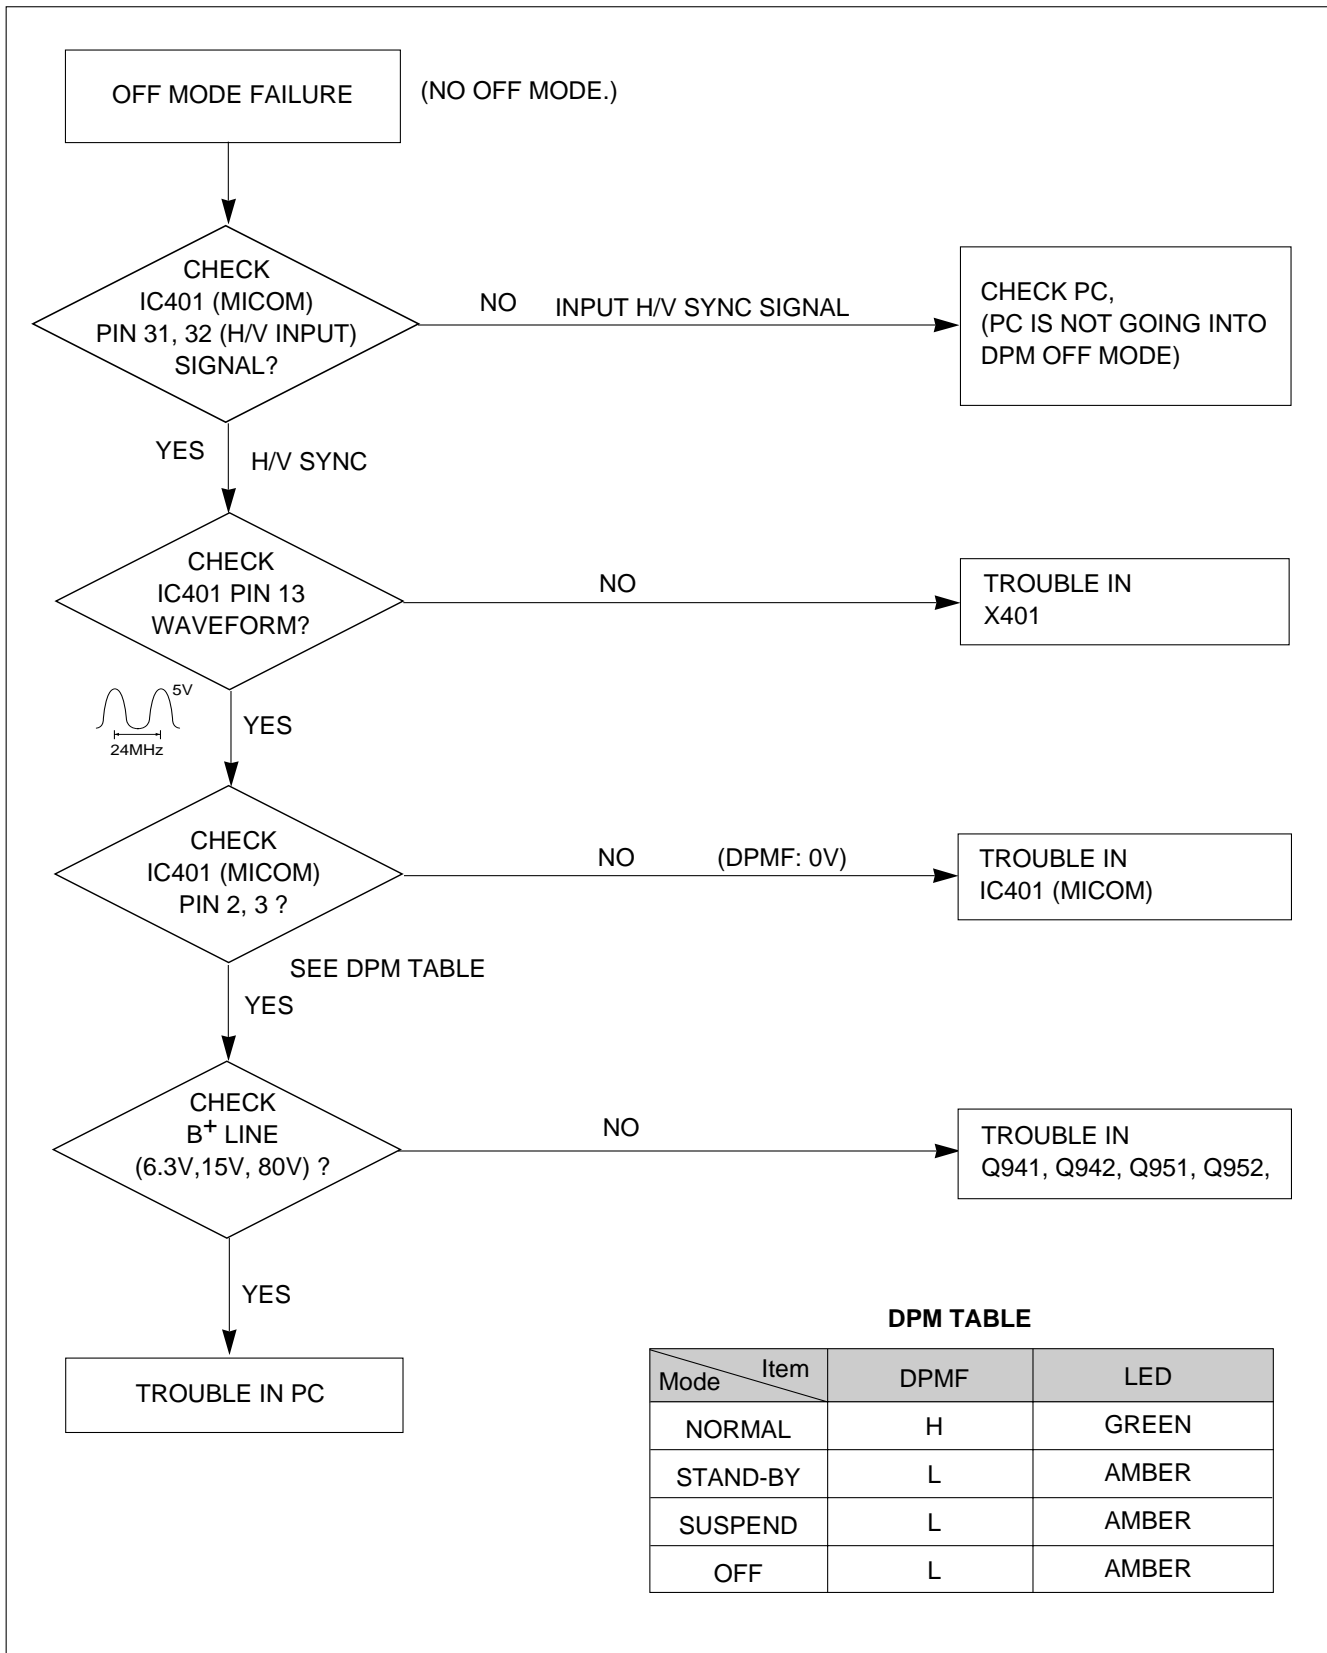 OFF MODE FAILURE
(NO OFF MODE.)
CHECK
IC401 (MICOM)
PIN 31, 32 (H/V INPUT)
SIGNAL?
NO
INPUT H/V SYNC SIGNAL
CHECK PC,
(PC IS NOT GOING INTO
DPM OFF MODE)
YES
H/V SYNC
CHECK
IC401 PIN 13
WAVEFORM?
NO
TROUBLE IN
X401
5V
24MHz
YES
CHECK
IC401 (MICOM)
PIN 2, 3 ?
NO
(DPMF: 0V)
TROUBLE IN
IC401 (MICOM)
SEE DPM TABLE
YES
CHECK
B+ LINE
(6.3V,15V, 80V) ?
NO
TROUBLE IN
Q941, Q942, Q951, Q952,
YES
TROUBLE IN PC
DPM TABLE
Mode Item DPMF LED
NORMAL H GREEN
STAND-BY L AMBER
SUSPEND L AMBER
OFF L AMBER